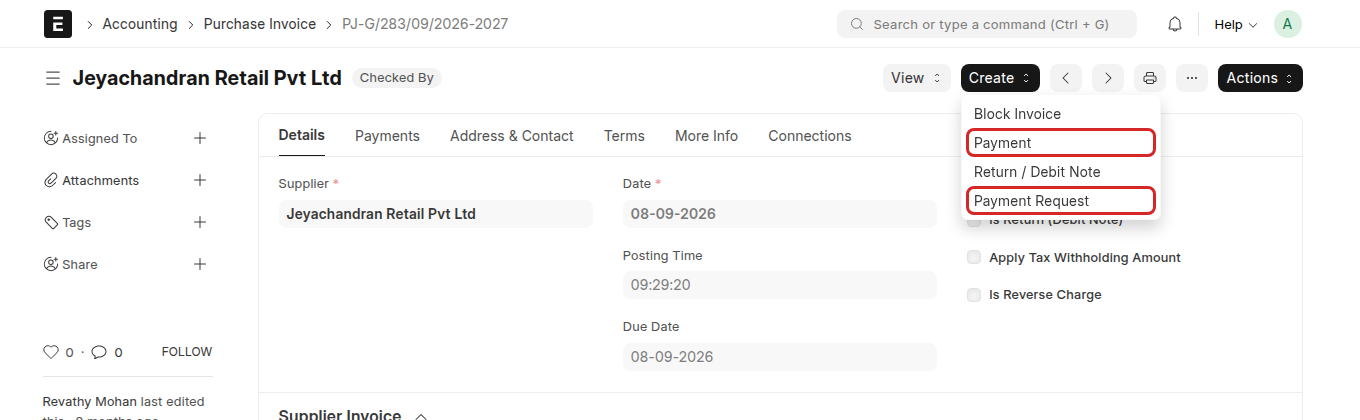 E > Accounting > Purchase Invoice > PJ-G/283/09/2026-2027
Search or type a command (Ctrl + G)
Help
A
Jeyachandran Retail Pvt Ltd
Checked By
View
Create
...
Actions
Block Invoice
Payment
Return / Debit Note
Payment Request
Assigned To
Attachments
Tags
Share
0 · 0 FOLLOW
Revathy Mohan last edited
Details Payments Address & Contact Terms More Info Connections
Supplier *
Jeyachandran Retail Pvt Ltd
Date *
08-09-2026
Posting Time
09:29:20
Due Date
08-09-2026
Is Return (Debit Note)
Apply Tax Withholding Amount
Is Reverse Charge
Supplier Invoice